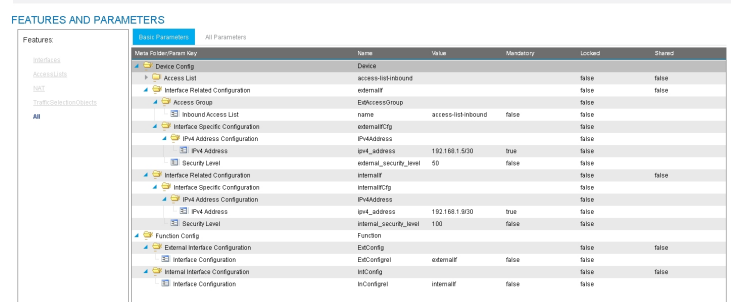 FEATURES AND PARAMETERS
Features:
Interfaces
AccessLists
NAT
TrafficSelectionObjects
All
Basic Parameters All Parameters
Meta Folder/Param Key Name Value Mandatory Locked Shared
Device Config Device
Access List access-list-inbound false false
Interface Related Configuration externalIf false false
Access Group ExtAccessGroup false
Inbound Access List name access-list-inbound false false
Interface Specific Configuration externalIfCfg false
IPv4 Address Configuration IPv4Address false
IPv4 Address ipv4_address 192.168.1.5/30 true false
Security Level external_security_level 50 false false
Interface Related Configuration internalIf false false
Interface Specific Configuration internalIfCfg false
IPv4 Address Configuration IPv4Address false
IPv4 Address ipv4_address 192.168.1.9/30 true false
Security Level internal_security_level 100 false false
Function Config Function
External Interface Configuration ExtConfig false false
Interface Configuration ExtConfigrel externalIf false false
Internal Interface Configuration IntConfig false false
Interface Configuration InConfigrel internalIf false false